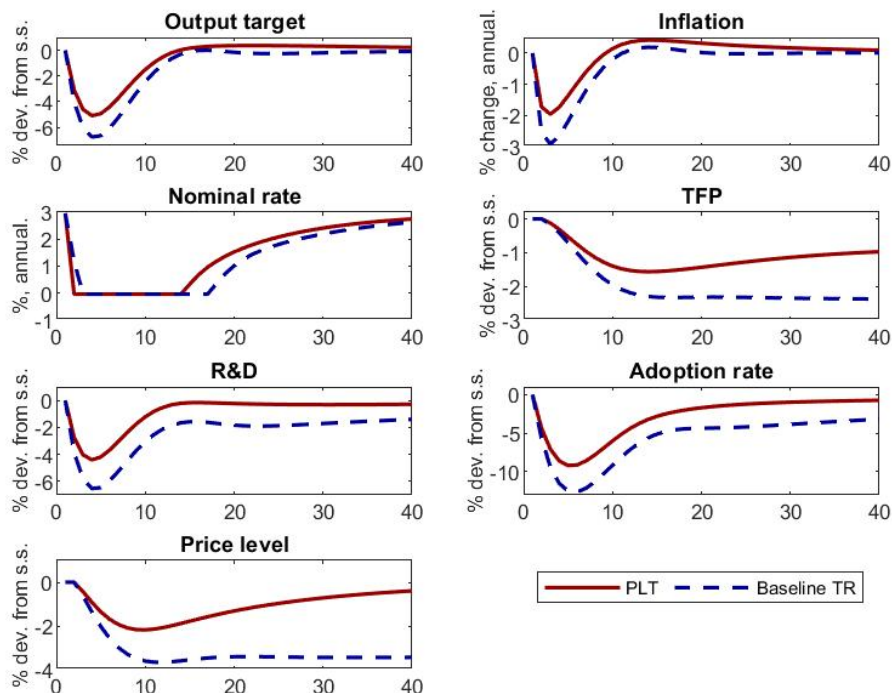 Output target
% dev. from s.s.
0
-2
-4
-6
0 10 20 30 40
Inflation
% change, annual.
0
-1
-2
-3
0 10 20 30 40
Nominal rate
%, annual.
3
2
1
0
-1
0 10 20 30 40
TFP
% dev. from s.s.
0
-1
-2
-3
0 10 20 30 40
R&D
% dev. from s.s.
0
-2
-4
-6
0 10 20 30 40
Adoption rate
% dev. from s.s.
0
-5
-10
0 10 20 30 40
Price level
% dev. from s.s.
0
-2
-4
0 10 20 30 40
PLT Baseline TR